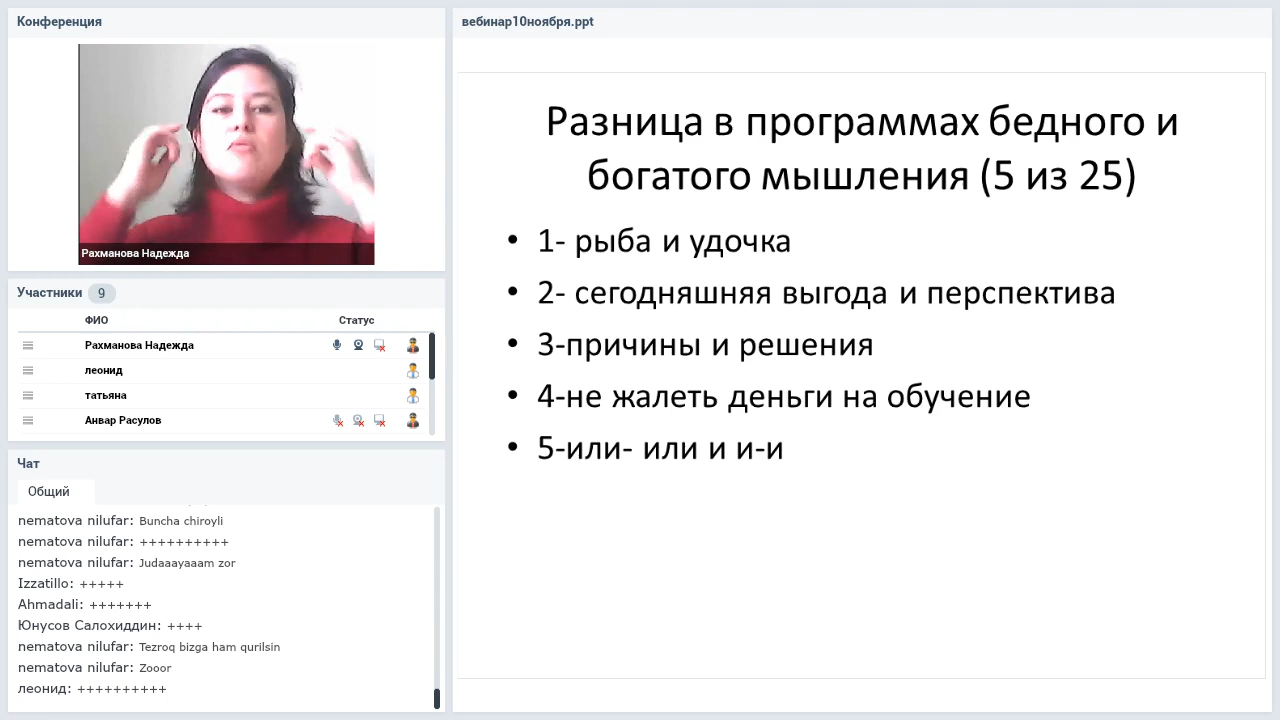 Конференция
Рахманова Надежда
Участники 9
ФИО Статус
Рахманова Надежда
леонид
татьяна
Анвар Расулов
Чат
Общий
nematova nilufar: Buncha chiroyli
nematova nilufar: ++++++++++
nematova nilufar: Judaaayaaam zor
Izzatillo: +++++
Ahmadali: +++++++
Юнусов Салохиддин: ++++
nematova nilufar: Tezroq bizga ham qurilsin
nematova nilufar: Zooor
леонид: ++++++++++
вебинар10ноября.ppt
Разница в программах бедного и
богатого мышления (5 из 25)
• 1- рыба и удочка
• 2- сегодняшняя выгода и перспектива
• 3-причины и решения
• 4-не жалеть деньги на обучение
• 5-или- или и и-и